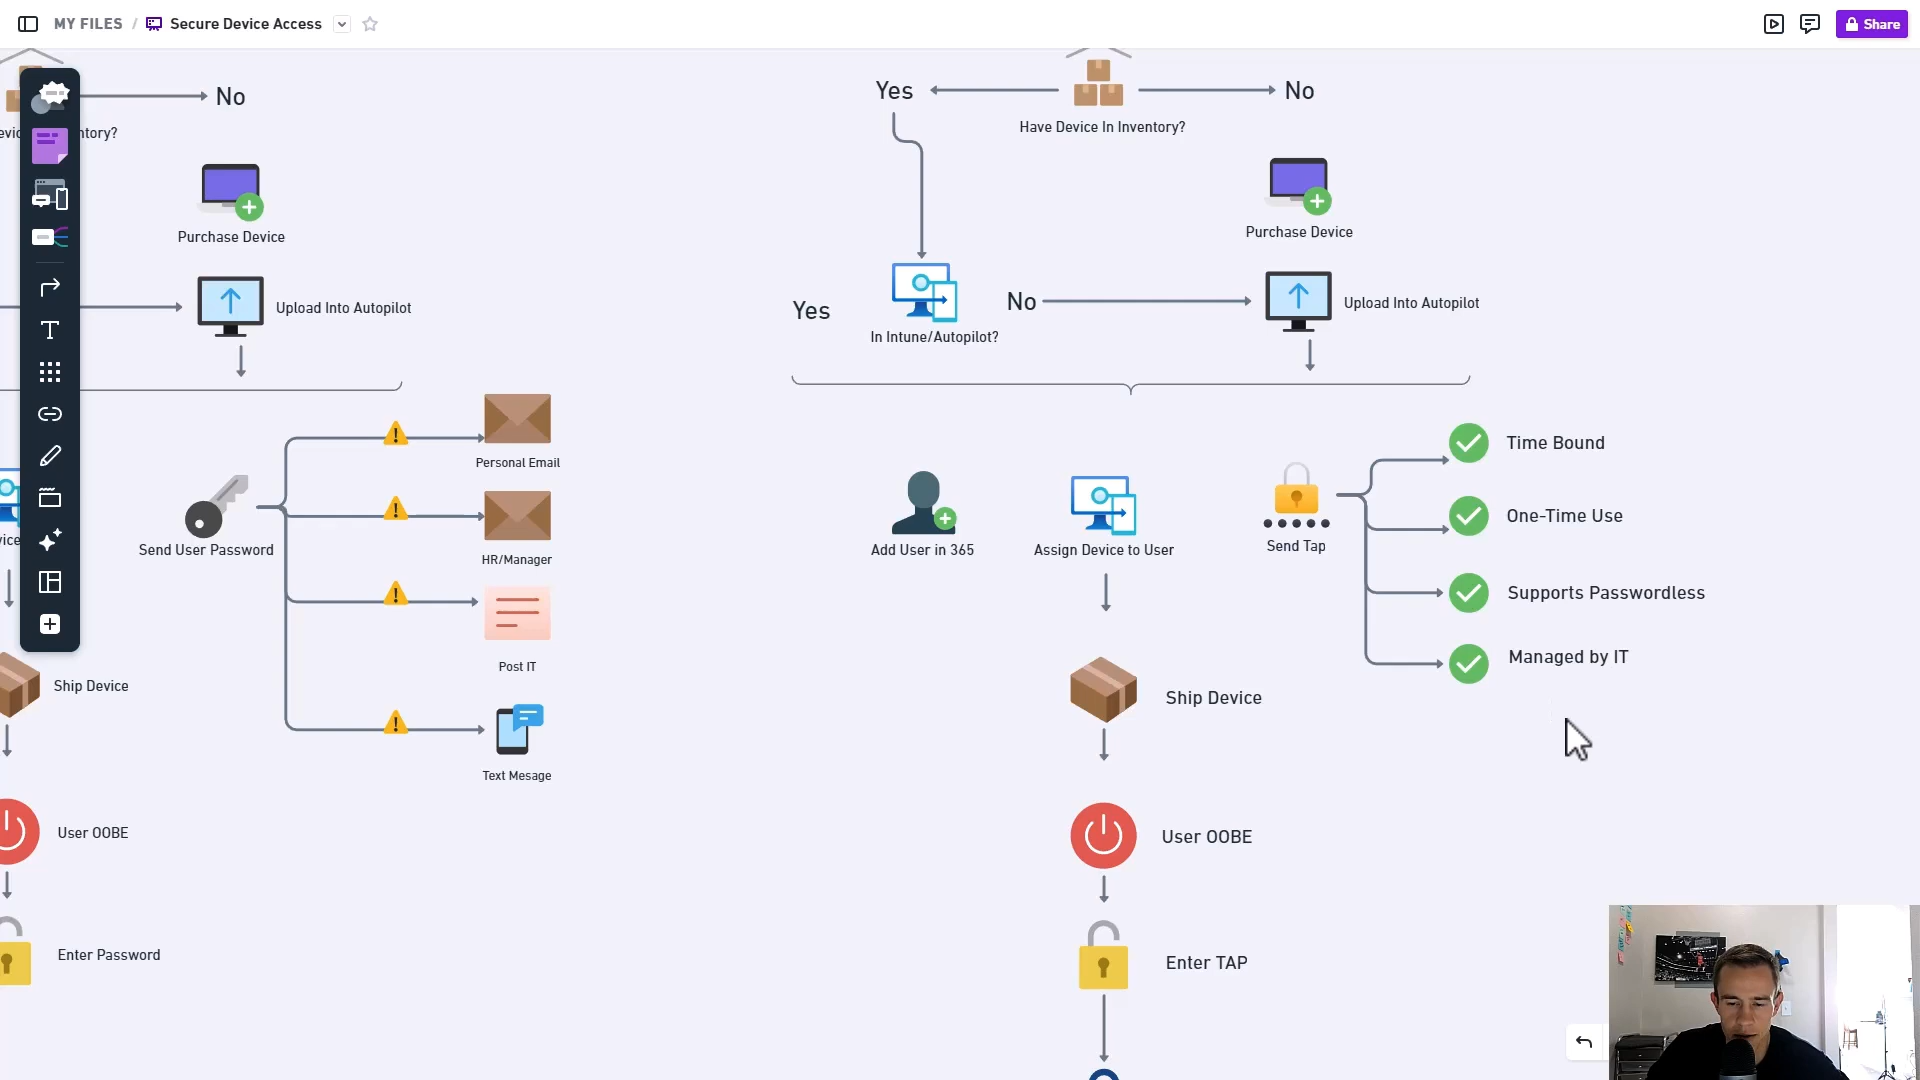 MY FILES / Secure Device Access
Share
No
Yes
No
Have Device In Inventory?
Purchase Device
Purchase Device
Upload Into Autopilot
Yes
In Intune/Autopilot?
No
Upload Into Autopilot
Personal Email
Send User Password
HR/Manager
Post IT
Text Mesage
Add User in 365
Assign Device to User
Send Tap
Time Bound
One-Time Use
Supports Passwordless
Managed by IT
Ship Device
Ship Device
User OOBE
User OOBE
Enter Password
Enter TAP